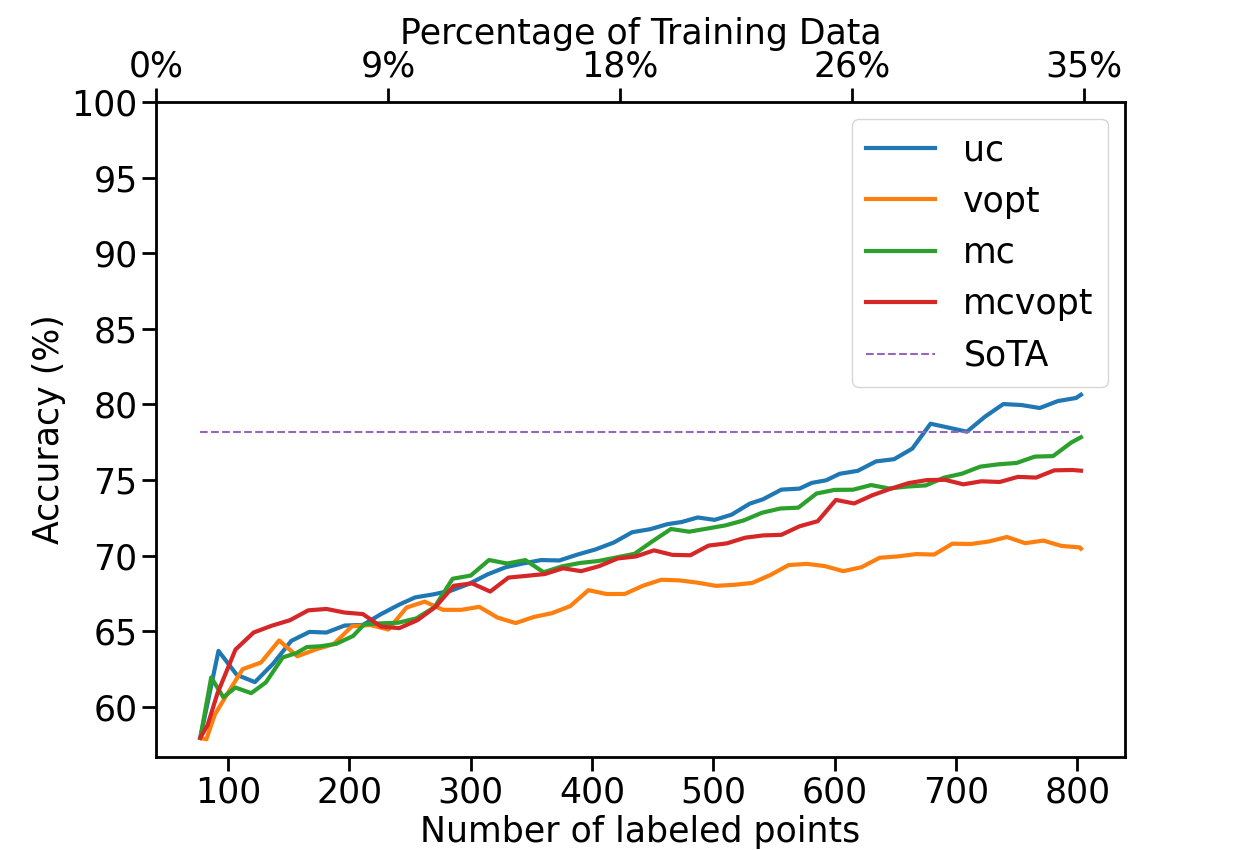 Percentage of Training Data
0% 9% 18% 26% 35%
100
95
90
85
80
75
70
65
60
Accuracy (%)
uc
vopt
mc
mcvopt
SoTA
100 200 300 400 500 600 700 800
Number of labeled points